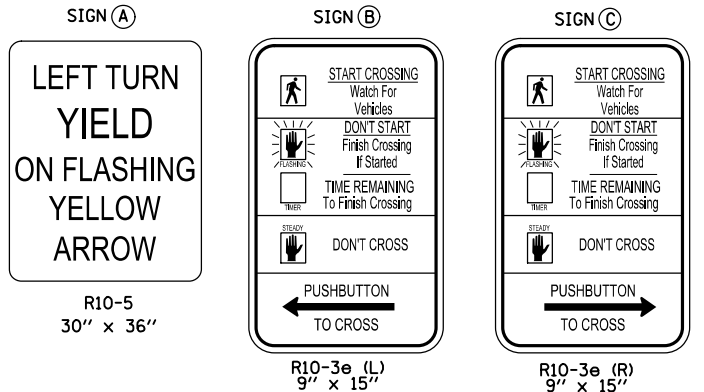 SIGN A
LEFT TURN
YIELD
ON FLASHING
YELLOW
ARROW
R10-5
30" x 36"
SIGN B
START CROSSING
Watch For
Vehicles
DON'T START
Finish Crossing
If Started
FLASHING
TIME REMAINING
To Finish Crossing
TIMER
STEADY
DON'T CROSS
PUSHBUTTON
TO CROSS
R10-3e (L)
9" x 15"
SIGN C
START CROSSING
Watch For
Vehicles
DON'T START
Finish Crossing
If Started
FLASHING
TIME REMAINING
To Finish Crossing
TIMER
STEADY
DON'T CROSS
PUSHBUTTON
TO CROSS
R10-3e (R)
9" x 15"